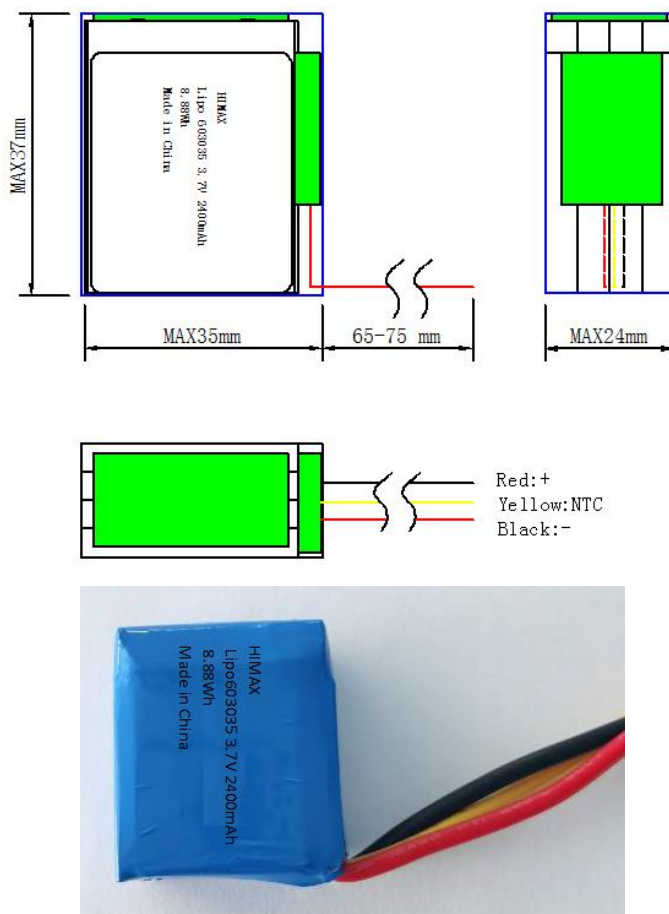 MAX37mm
HIMAX
Lipo 603035 3.7V 2400mAh
8.88Wh
Made in China
MAX35mm
65-75 mm
MAX24mm
Red:+
Yellow:NTC
Black:-
HIMAX
Lipo603035 3.7V 2400mAh
8.88Wh
Made in China